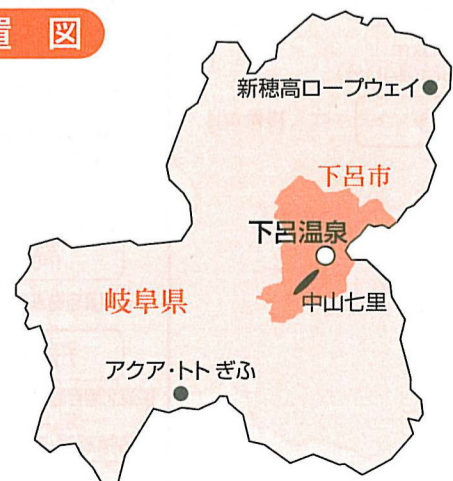 置 図
新穂高ロープウェイ
下呂市
下呂温泉
岐阜県
中山七里
アクア・トト ぎふ